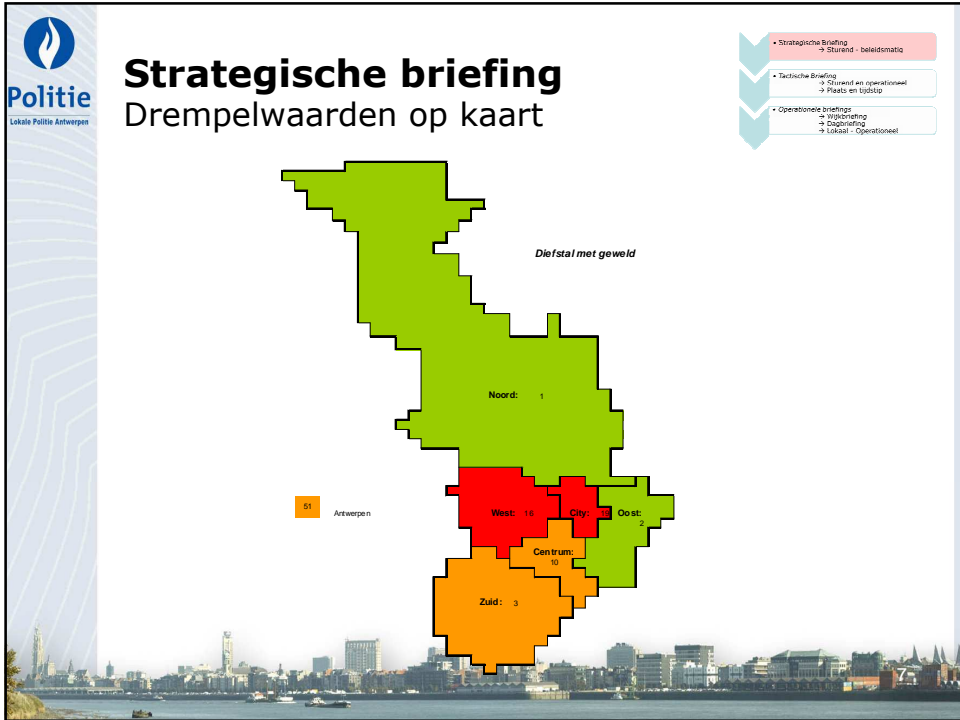 Politie
Lokale Politie Antwerpen
Strategische briefing
Drempelwaarden op kaart
• Strategische Briefing
→ Sturend - beleidsmatig
• Tactische Briefing
→ Sturend en operationeel
→ Plaats en tijdstip
• Operationele briefings
→ Wijkbriefing
→ Dagbriefing
→ Lokaal - Operationeel
Diefstal met geweld
Noord: 1
51 Antwerpen
West: 16
City: 19
Oost:
2
Centrum:
10
Zuid: 3
7